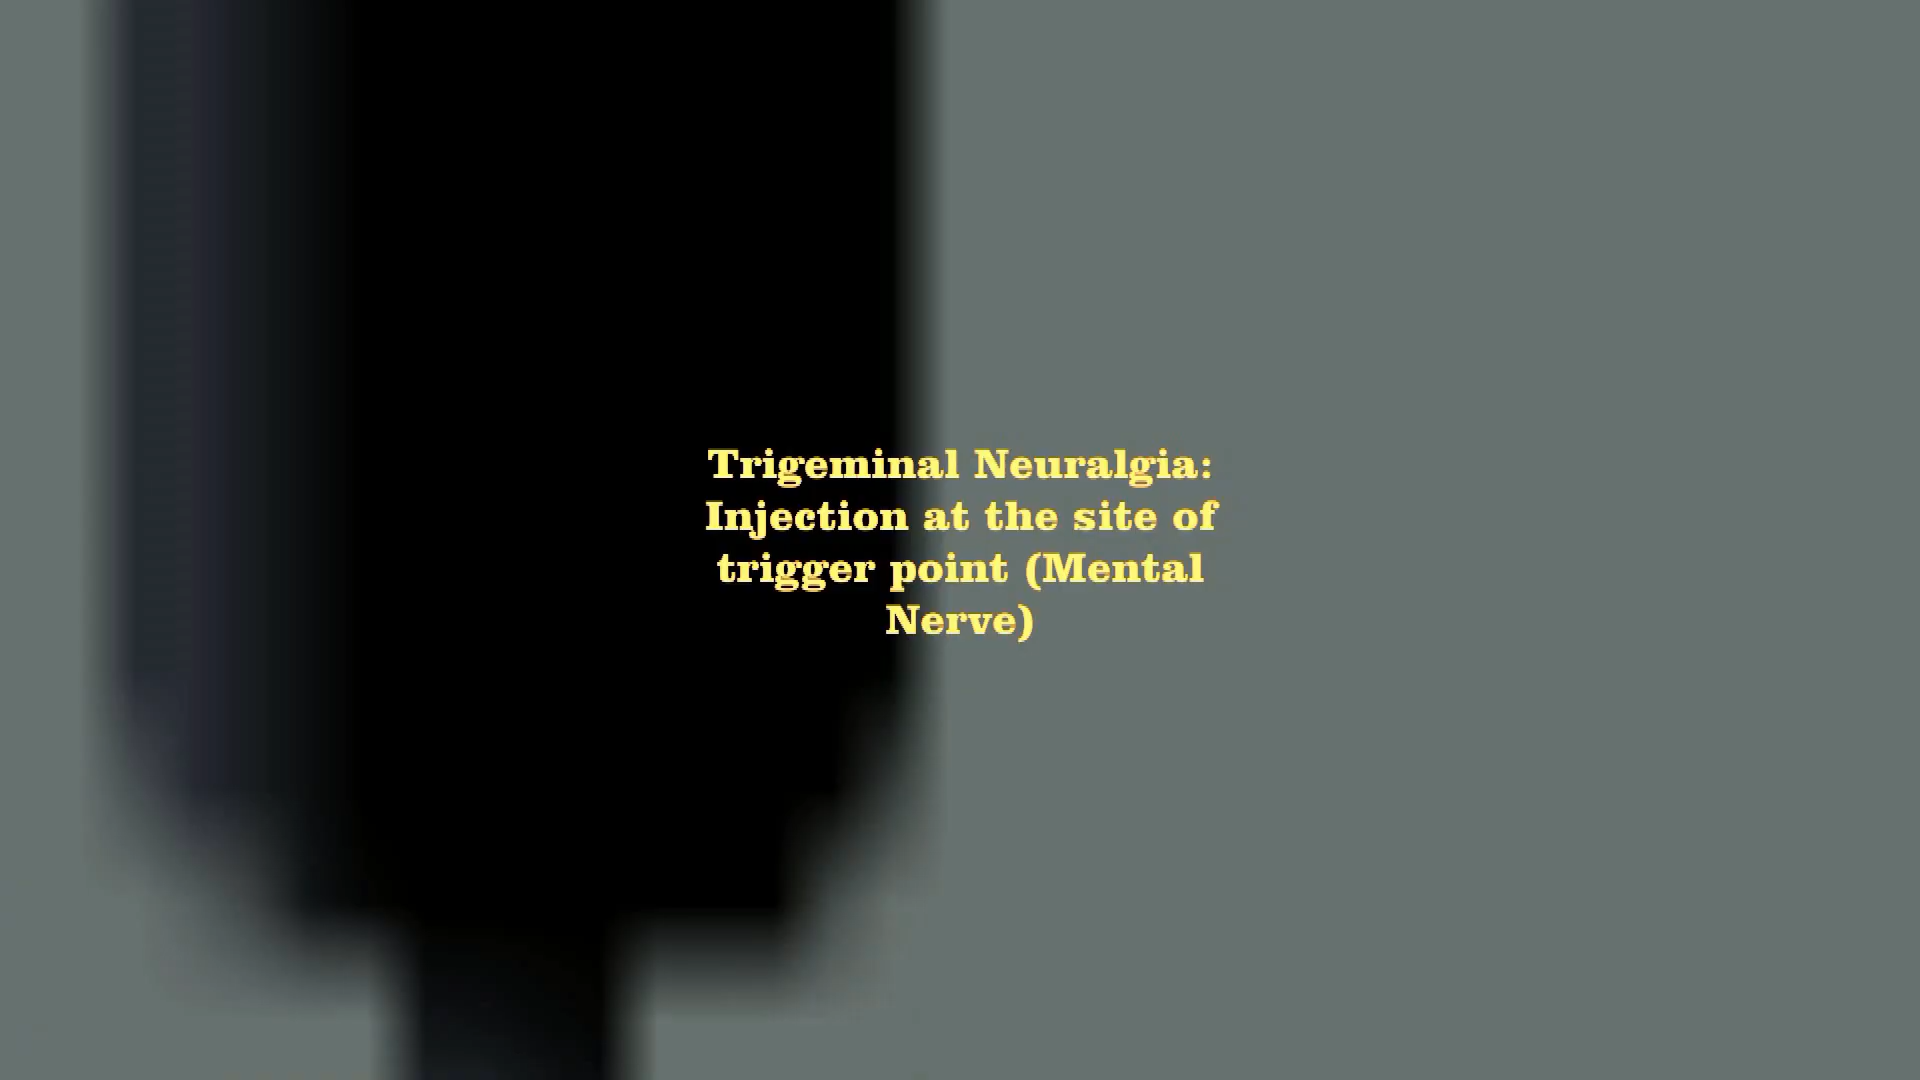 Trigeminal Neuralgia:
Injection at the site of
trigger point (Mental
Nerve)